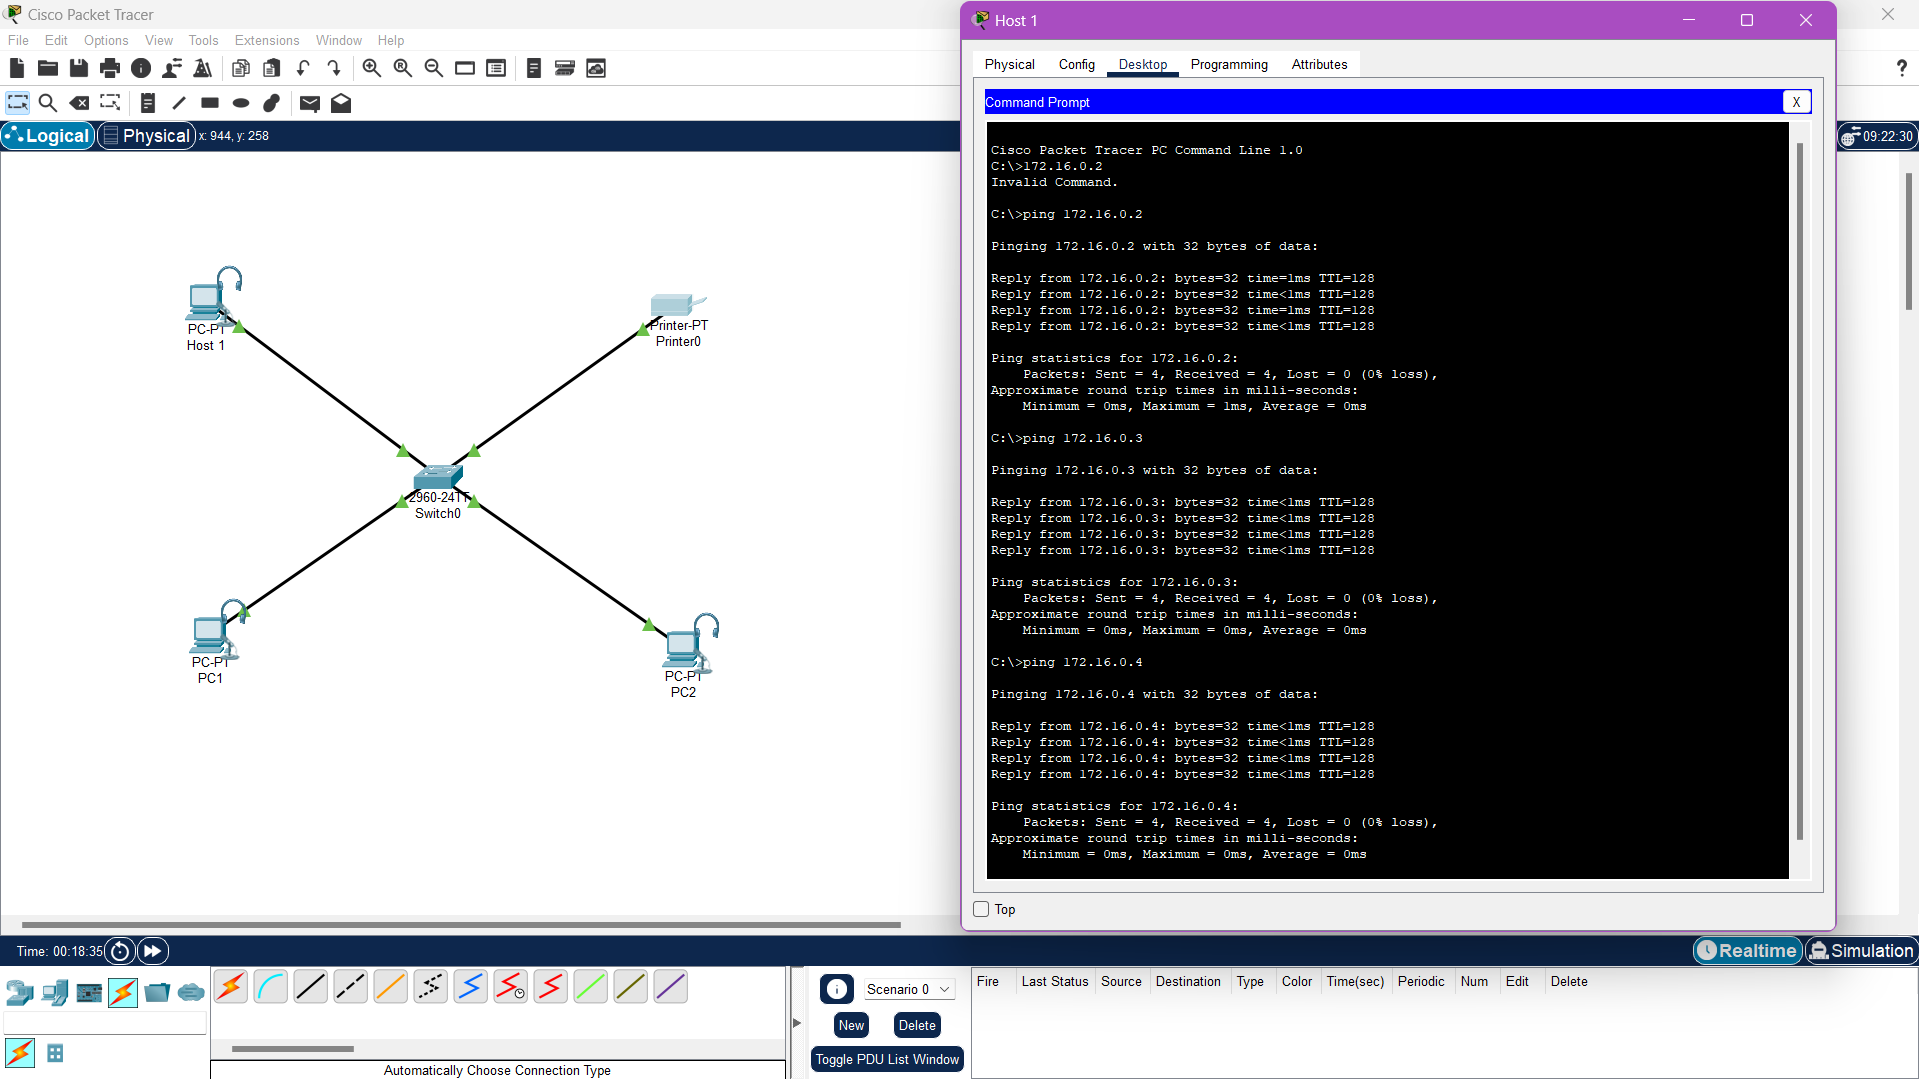 Cisco Packet Tracer
File Edit Options View Tools Extensions Window Help
Logical Physical x: 944, y: 258
09:22:30
PC-PT
Host 1
Printer-PT
Printer0
2960-24TT
Switch0
PC-PT
PC1
PC-PT
PC2
Host 1
Physical Config Desktop Programming Attributes
Command Prompt X
Cisco Packet Tracer PC Command Line 1.0
C:\>172.16.0.2
Invalid Command.
C:\>ping 172.16.0.2
Pinging 172.16.0.2 with 32 bytes of data:
Reply from 172.16.0.2: bytes=32 time=1ms TTL=128
Reply from 172.16.0.2: bytes=32 time<1ms TTL=128
Reply from 172.16.0.2: bytes=32 time=1ms TTL=128
Reply from 172.16.0.2: bytes=32 time<1ms TTL=128
Ping statistics for 172.16.0.2:
Packets: Sent = 4, Received = 4, Lost = 0 (0% loss),
Approximate round trip times in milli-seconds:
Minimum = 0ms, Maximum = 1ms, Average = 0ms
C:\>ping 172.16.0.3
Pinging 172.16.0.3 with 32 bytes of data:
Reply from 172.16.0.3: bytes=32 time<1ms TTL=128
Reply from 172.16.0.3: bytes=32 time<1ms TTL=128
Reply from 172.16.0.3: bytes=32 time<1ms TTL=128
Reply from 172.16.0.3: bytes=32 time<1ms TTL=128
Ping statistics for 172.16.0.3:
Packets: Sent = 4, Received = 4, Lost = 0 (0% loss),
Approximate round trip times in milli-seconds:
Minimum = 0ms, Maximum = 0ms, Average = 0ms
C:\>ping 172.16.0.4
Pinging 172.16.0.4 with 32 bytes of data:
Reply from 172.16.0.4: bytes=32 time<1ms TTL=128
Reply from 172.16.0.4: bytes=32 time<1ms TTL=128
Reply from 172.16.0.4: bytes=32 time<1ms TTL=128
Reply from 172.16.0.4: bytes=32 time<1ms TTL=128
Ping statistics for 172.16.0.4:
Packets: Sent = 4, Received = 4, Lost = 0 (0% loss),
Approximate round trip times in milli-seconds:
Minimum = 0ms, Maximum = 0ms, Average = 0ms
Top
Time: 00:18:35
Realtime Simulation
Scenario 0
New Delete
Toggle PDU List Window
Fire Last Status Source Destination Type Color Time(sec) Periodic Num Edit Delete
Automatically Choose Connection Type